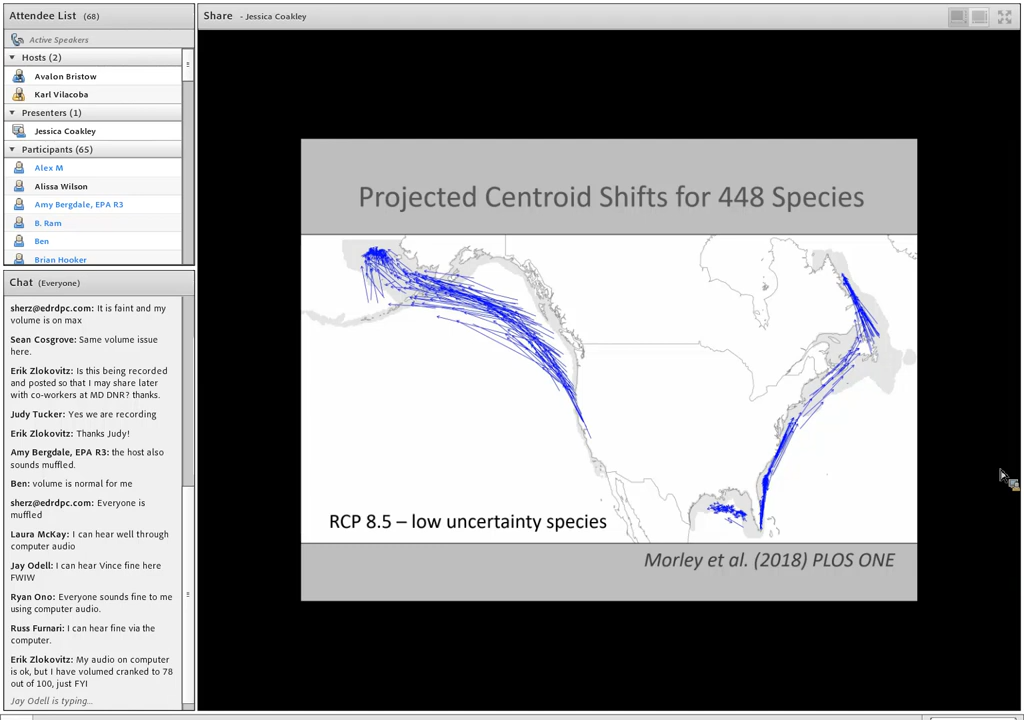 Attendee List (68)
Active Speakers
Hosts (2)
Avalon Bristow
Karl Vilacoba
Presenters (1)
Jessica Coakley
Participants (65)
Alex M
Alissa Wilson
Amy Bergdale, EPA R3
B. Ram
Ben
Brian Hooker
Chat (Everyone)
sherz@edrdpc.com: It is faint and my
volume is on max
Sean Cosgrove: Same volume issue
here.
Erik Zlokovitz: Is this being recorded
and posted so that I may share later
with co-workers at MD DNR? thanks.
Judy Tucker: Yes we are recording
Erik Zlokovitz: Thanks Judy!
Amy Bergdale, EPA R3: the host also
sounds muffled.
Ben: volume is normal for me
sherz@edrdpc.com: Everyone is
muffled
Laura McKay: I can hear well through
computer audio
Jay Odell: I can hear Vince fine here
FWIW
Ryan Ono: Everyone sounds fine to me
using computer audio.
Russ Furnari: I can hear fine via the
computer.
Erik Zlokovitz: My audio on computer
is ok, but I have volumed cranked to 78
out of 100, just FYI
Jay Odell is typing...
Share - Jessica Coakley
Projected Centroid Shifts for 448 Species
RCP 8.5 – low uncertainty species
Morley et al. (2018) PLOS ONE